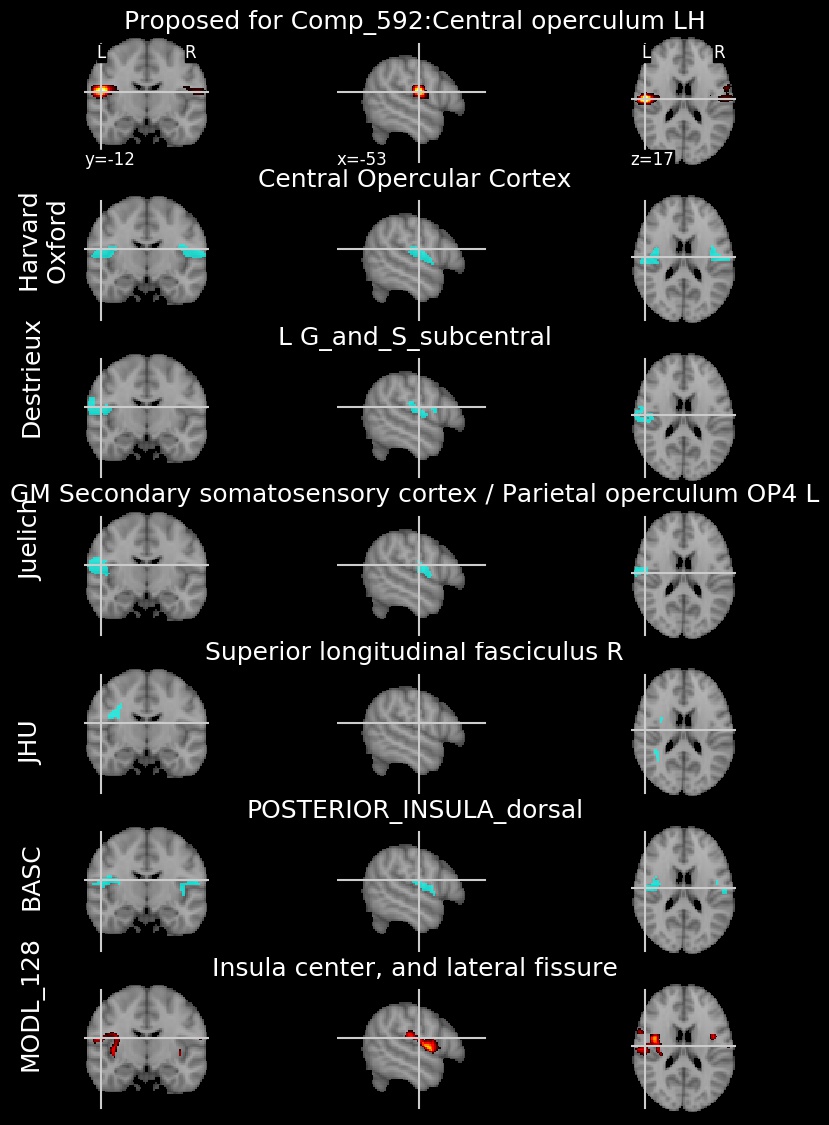 Proposed for Comp_592:Central operculum LH
L R
L R
y=-12
x=-53
z=17
Central Opercular Cortex
Harvard
Oxford
L G_and_S_subcentral
Destrieux
GM Secondary somatosensory cortex / Parietal operculum OP4 L
Juelich
Superior longitudinal fasciculus R
JHU
POSTERIOR_INSULA_dorsal
BASC
Insula center, and lateral fissure
MODL_128